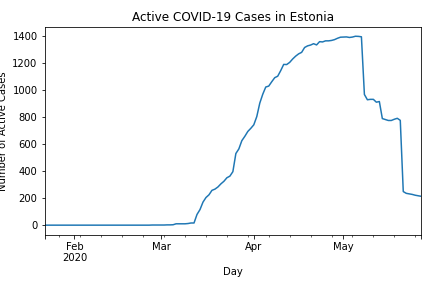 Active COVID-19 Cases in Estonia
Number of Active Cases
1400
1200
1000
800
600
400
200
0
Feb
2020
Mar
Apr
May
Day